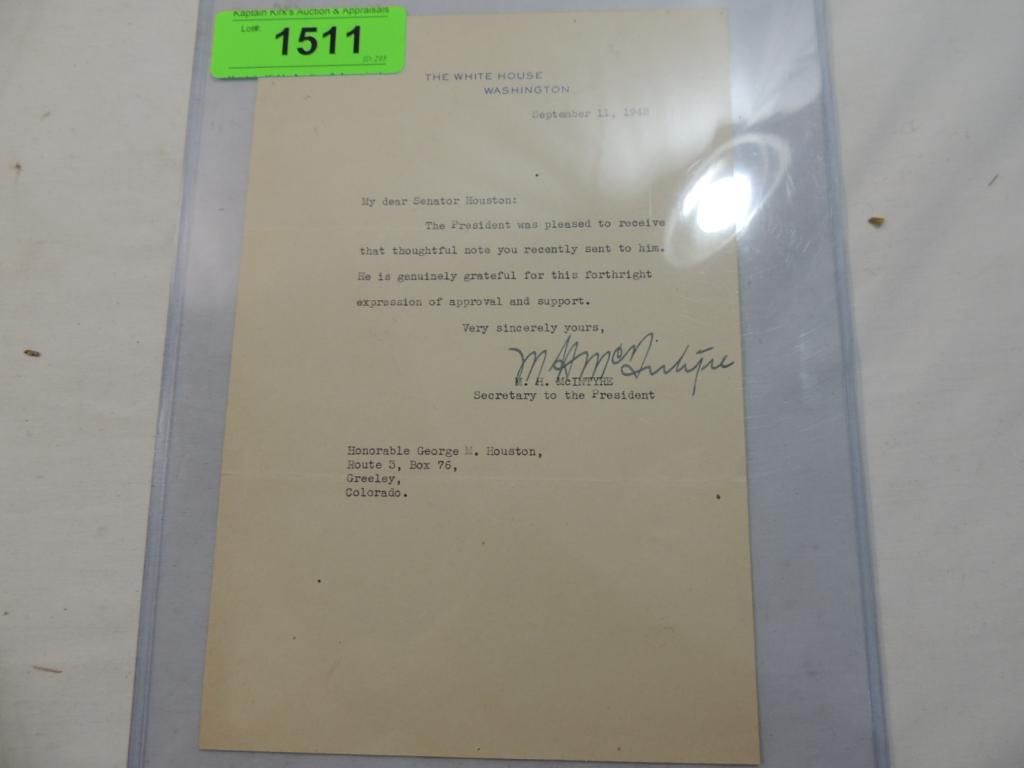 Kaptain Kirk's Auction & Appraisals
Lot#: 1511
ID 293
THE WHITE HOUSE
WASHINGTON
September 11, 1942
My dear Senator Houston:
The President was pleased to receive
that thoughtful note you recently sent to him.
He is genuinely grateful for this forthright
expression of approval and support.
Very sincerely yours,
M H McIntyre
M. H. McINTYRE
Secretary to the President
Honorable George M. Houston,
Route 3, Box 76,
Greeley,
Colorado.